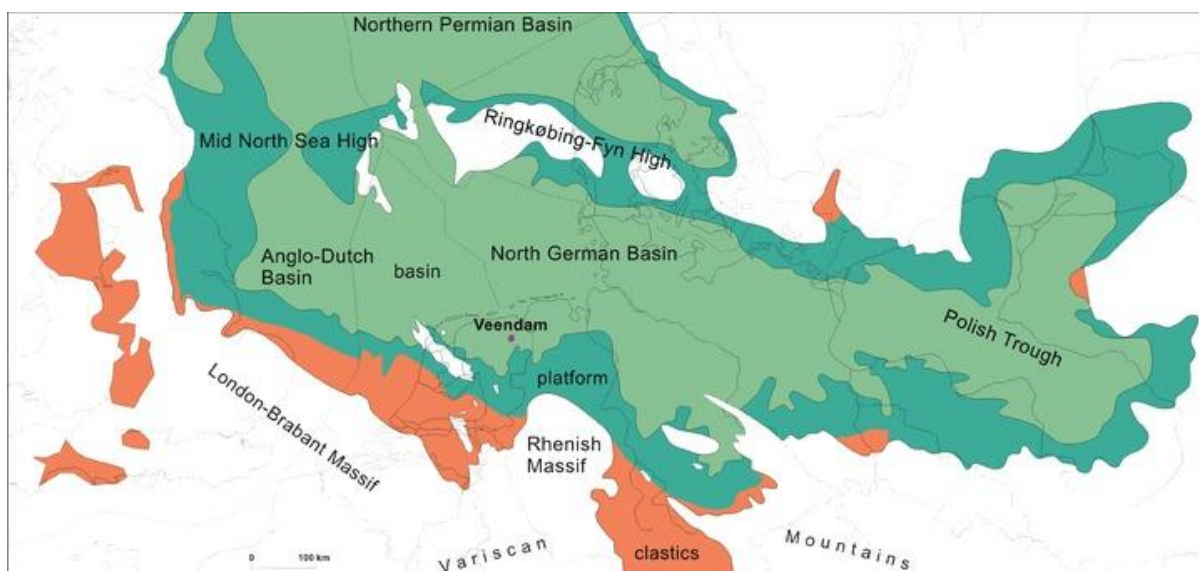 Northern Permian Basin
Mid North Sea High
Ringkøbing-Fyn High
Anglo-Dutch
Basin
basin
North German Basin
Veendam
Polish Trough
platform
London-Brabant Massif
Rhenish
Massif
clastics
0 100 km
Variscan
Mountains